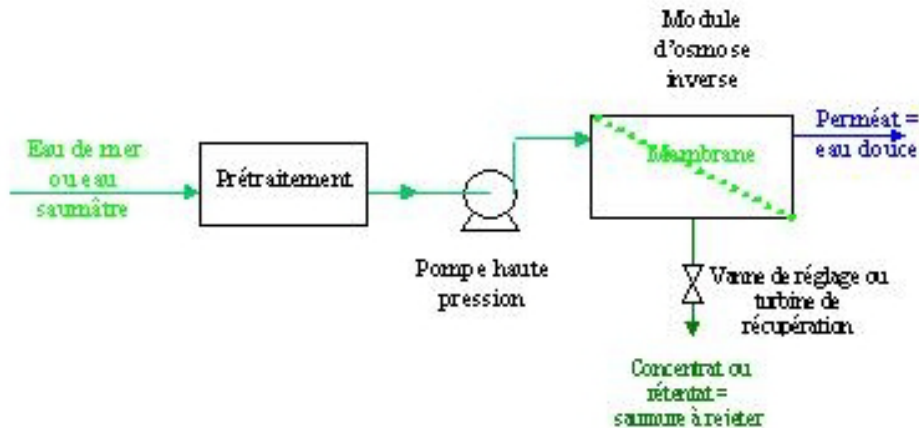 Module
d'osmose
inverse
Eau de mer
ou eau
saumâtre
Prétraitement
Pompe haute
pression
Membrane
Perméat =
eau douce
Vanne de réglage ou
turbine de
récupération
Concentrat ou
rétentat =
saumure à rejeter